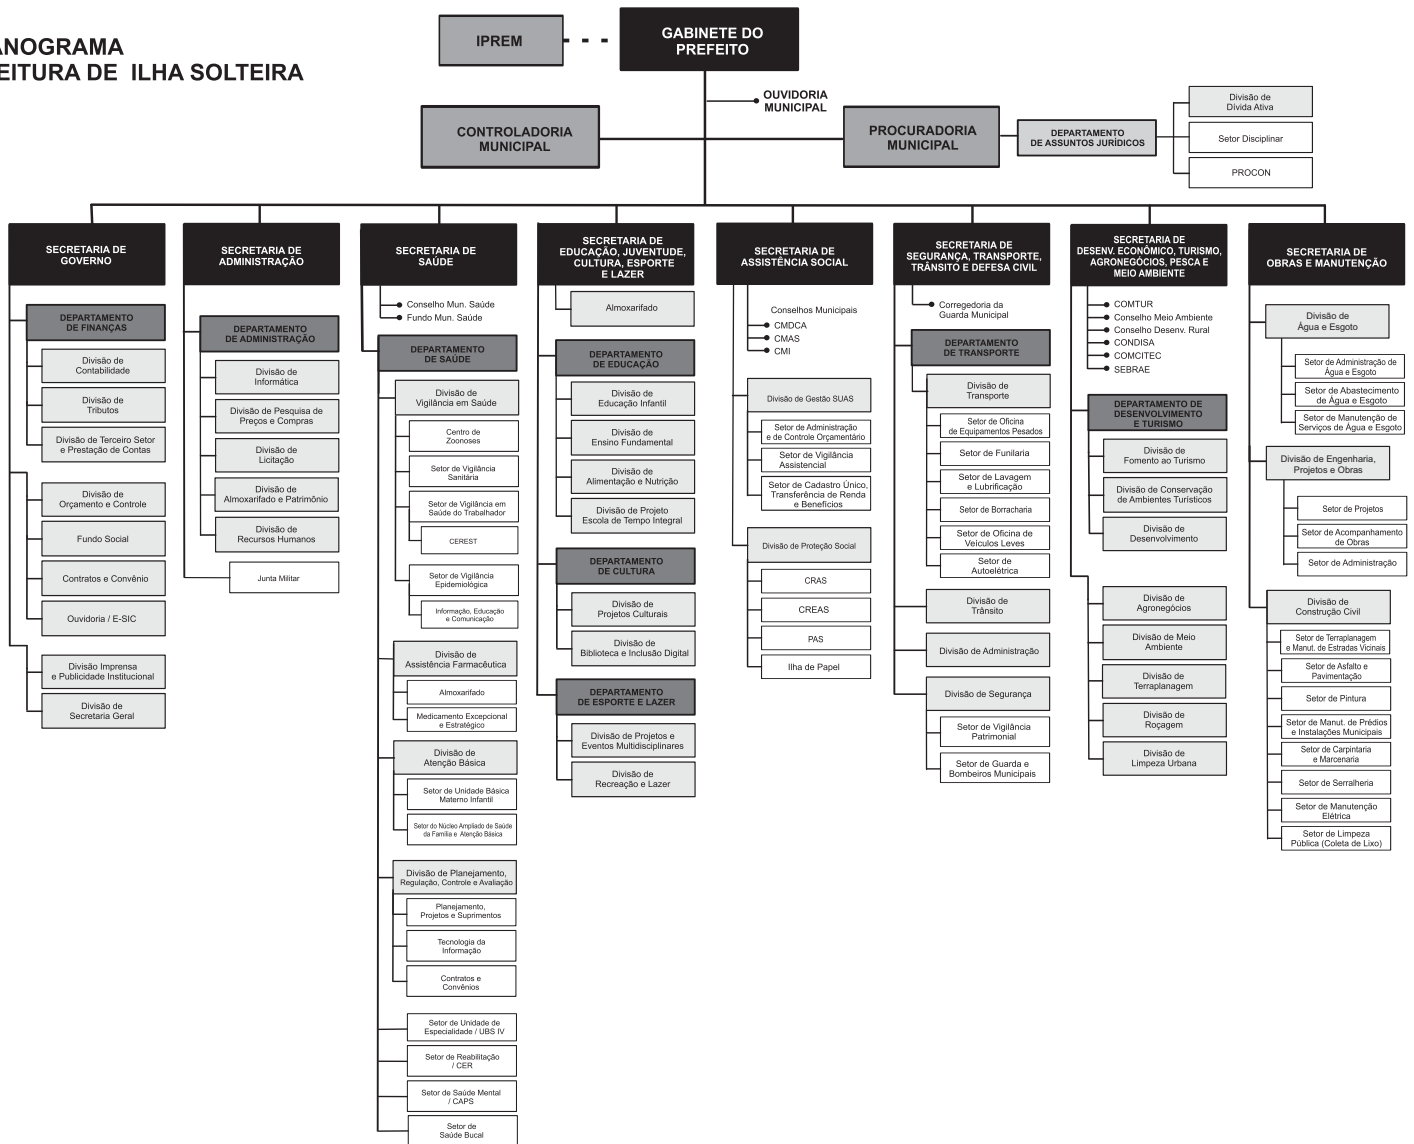 ANOGRAMA
EITURA DE ILHA SOLTEIRA
IPREM
GABINETE DO
PREFEITO
OUVIDORIA
MUNICIPAL
CONTROLADORIA
MUNICIPAL
PROCURADORIA
MUNICIPAL
DEPARTAMENTO
DE ASSUNTOS JURÍDICOS
Divisão de
Dívida Ativa
Setor Disciplinar
PROCON
SECRETARIA DE
GOVERNO
DEPARTAMENTO
DE FINANÇAS
Divisão de
Contabilidade
Divisão de
Tributos
Divisão de Terceiro Setor
e Prestação de Contas
Divisão de
Orçamento e Controle
Fundo Social
Contratos e Convênio
Ouvidoria / E-SIC
Divisão Imprensa
e Publicidade Institucional
Divisão de
Secretaria Geral
SECRETARIA DE
ADMINISTRAÇÃO
DEPARTAMENTO
DE ADMINISTRAÇÃO
Divisão de
Informática
Divisão de Pesquisa de
Preços e Compras
Divisão de
Licitação
Divisão de
Almoxarifado e Patrimônio
Divisão de
Recursos Humanos
Junta Militar
SECRETARIA DE
SAÚDE
Conselho Mun. Saúde
Fundo Mun. Saúde
DEPARTAMENTO
DE SAÚDE
Divisão de
Vigilância em Saúde
Centro de
Zoonoses
Setor de Vigilância
Sanitária
Setor de Vigilância em
Saúde do Trabalhador
CEREST
Setor de Vigilância
Epidemiológica
Informação, Educação
e Comunicação
Divisão de
Assistência Farmacêutica
Almoxarifado
Medicamento Excepcional
e Estratégico
Divisão de
Atenção Básica
Setor de Unidade Básica
Materno Infantil
Setor do Núcleo Ampliado de Saúde
da Família e Atenção Básica
Divisão de Planejamento,
Regulação, Controle e Avaliação
Planejamento,
Projetos e Suprimentos
Tecnologia da
Informação
Contratos e
Convênios
Setor de Unidade de
Especialidade / UBS IV
Setor de Reabilitação
/ CER
Setor de Saúde Mental
/ CAPS
Setor de
Saúde Bucal
SECRETARIA DE
EDUCAÇÃO, JUVENTUDE,
CULTURA, ESPORTE
E LAZER
Almoxarifado
DEPARTAMENTO
DE EDUCAÇÃO
Divisão de
Educação Infantil
Divisão de
Ensino Fundamental
Divisão de
Alimentação e Nutrição
Divisão de Projeto
Escola de Tempo Integral
DEPARTAMENTO
DE CULTURA
Divisão de
Projetos Culturais
Divisão de
Biblioteca e Inclusão Digital
DEPARTAMENTO
DE ESPORTE E LAZER
Divisão de Projetos e
Eventos Multidisciplinares
Divisão de
Recreação e Lazer
SECRETARIA DE
ASSISTÊNCIA SOCIAL
Conselhos Municipais
CMDCA
CMAS
CMI
Divisão de Gestão SUAS
Setor de Administração
e de Controle Orçamentário
Setor de Vigilância
Assistencial
Setor de Cadastro Único,
Transferência de Renda
e Benefícios
Divisão de Proteção Social
CRAS
CREAS
PAS
Ilha de Papel
SECRETARIA DE
SEGURANÇA, TRANSPORTE,
TRÂNSITO E DEFESA CIVIL
Corregedoria da
Guarda Municipal
DEPARTAMENTO
DE TRANSPORTE
Divisão de
Transporte
Setor de Oficina
de Equipamentos Pesados
Setor de Funilaria
Setor de Lavagem
e Lubrificação
Setor de Borracharia
Setor de Oficina de
Veículos Leves
Setor de
Autoelétrica
Divisão de
Trânsito
Divisão de Administração
Divisão de Segurança
Setor de Vigilância
Patrimonial
Setor de Guarda e
Bombeiros Municipais
SECRETARIA DE
DESENV. ECONÔMICO, TURISMO,
AGRONEGÓCIOS, PESCA E
MEIO AMBIENTE
COMTUR
Conselho Meio Ambiente
Conselho Desenv. Rural
CONDISA
COMCITEC
SEBRAE
DEPARTAMENTO DE
DESENVOLVIMENTO
E TURISMO
Divisão de
Fomento ao Turismo
Divisão de Conservação
de Ambientes Turísticos
Divisão de
Desenvolvimento
Divisão de
Agronegócios
Divisão de Meio
Ambiente
Divisão de
Terraplanagem
Divisão de
Roçagem
Divisão de
Limpeza Urbana
SECRETARIA DE
OBRAS E MANUTENÇÃO
Divisão de
Água e Esgoto
Setor de Administração de
Água e Esgoto
Setor de Abastecimento
de Água e Esgoto
Setor de Manutenção de
Serviços de Água e Esgoto
Divisão de Engenharia,
Projetos e Obras
Setor de Projetos
Setor de Acompanhamento
de Obras
Setor de Administração
Divisão de
Construção Civil
Setor de Terraplanagem
e Manut. de Estradas Vicinais
Setor de Asfalto e
Pavimentação
Setor de Pintura
Setor de Manut. de Prédios
e Instalações Municipais
Setor de Carpintaria
e Marcenaria
Setor de Serralheria
Setor de Manutenção
Elétrica
Setor de Limpeza
Pública (Coleta de Lixo)